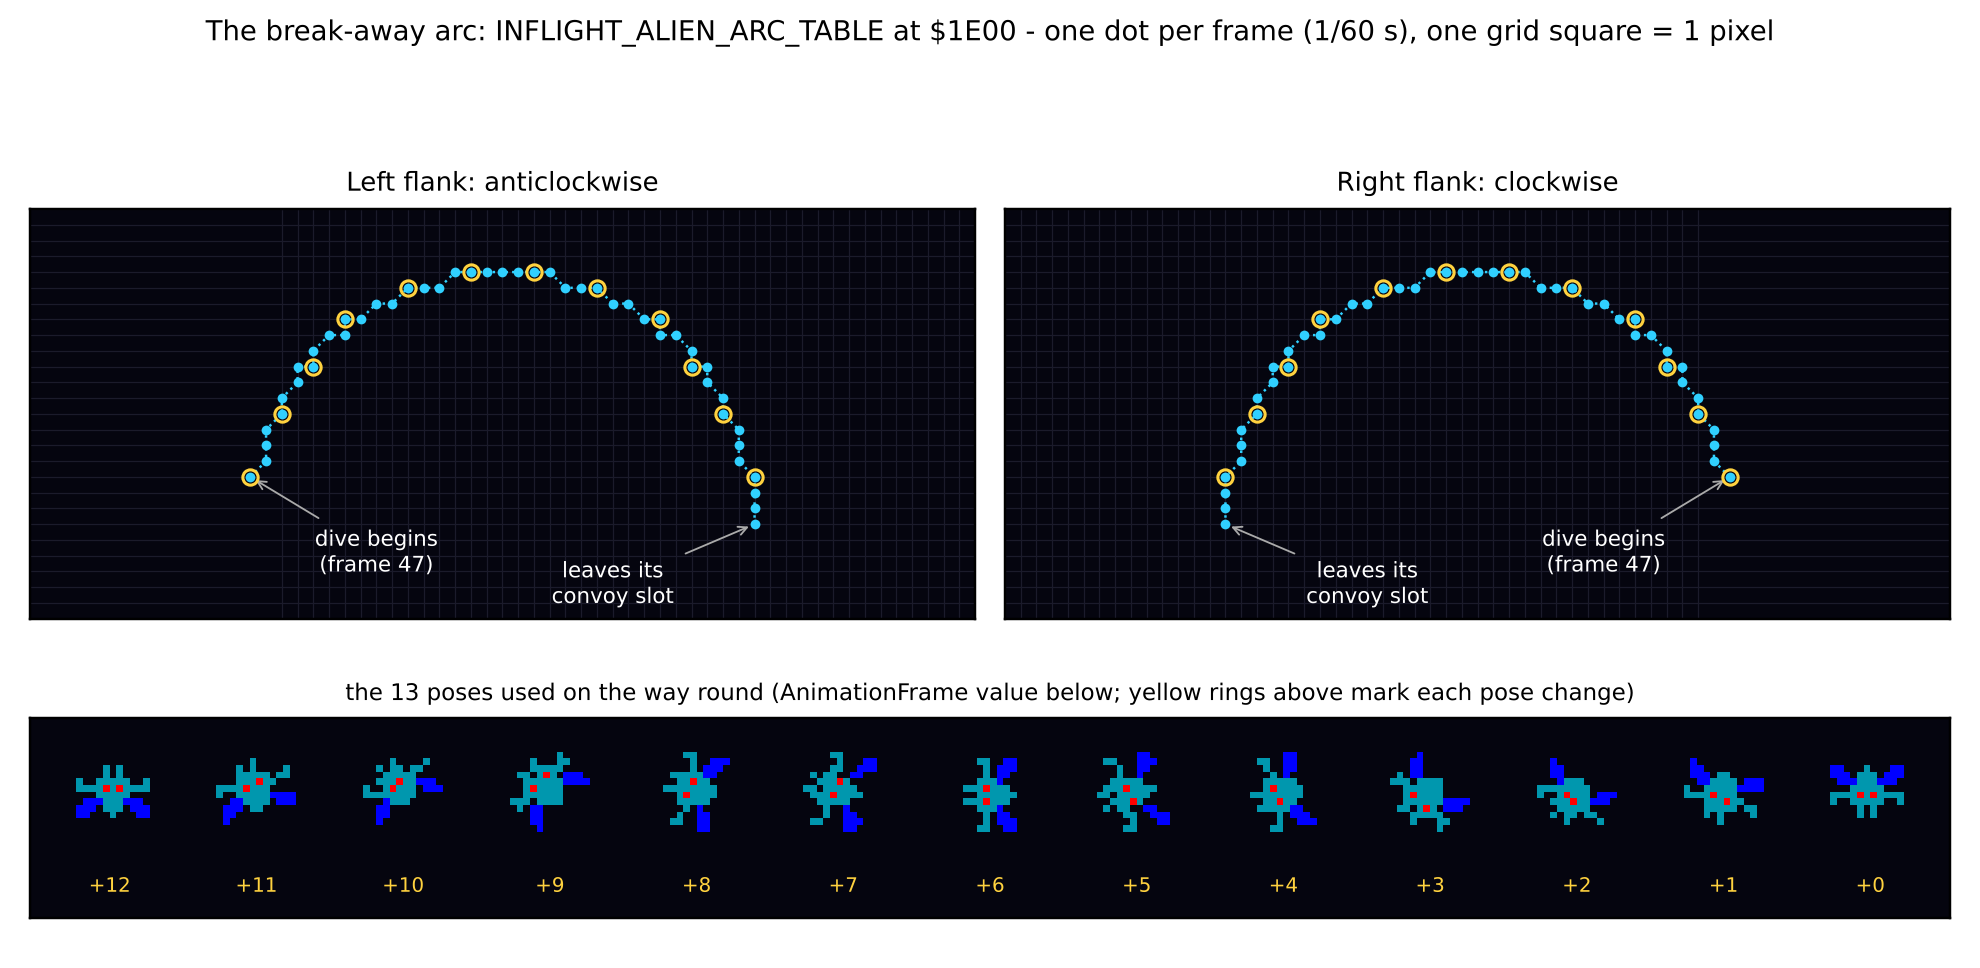 The break-away arc: INFLIGHT_ALIEN_ARC_TABLE at $1E00 - one dot per frame (1/60 s), one grid square = 1 pixel
Left flank: anticlockwise
dive begins
(frame 47)
leaves its
convoy slot
Right flank: clockwise
leaves its
convoy slot
dive begins
(frame 47)
the 13 poses used on the way round (AnimationFrame value below; yellow rings above mark each pose change)
+12 +11 +10 +9 +8 +7 +6 +5 +4 +3 +2 +1 +0